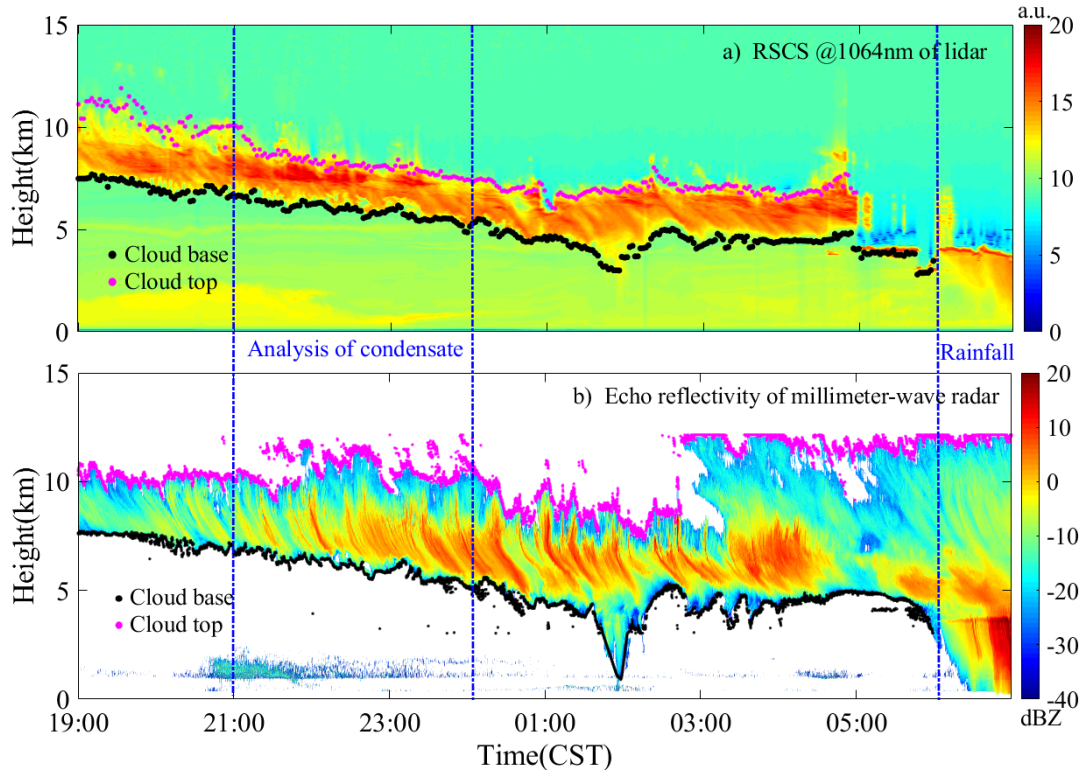 a.u.
15
20
a) RSCS @1064nm of lidar
15
10
10
Height(km)
5
5
Cloud base
Cloud top
0
0
Analysis of condensate
Rainfall
15
20
b) Echo reflectivity of millimeter-wave radar
10
10
0
Height(km)
-10
5
-20
Cloud base
Cloud top
-30
0
-40
dBZ
19:00
21:00
23:00
01:00
03:00
05:00
Time(CST)